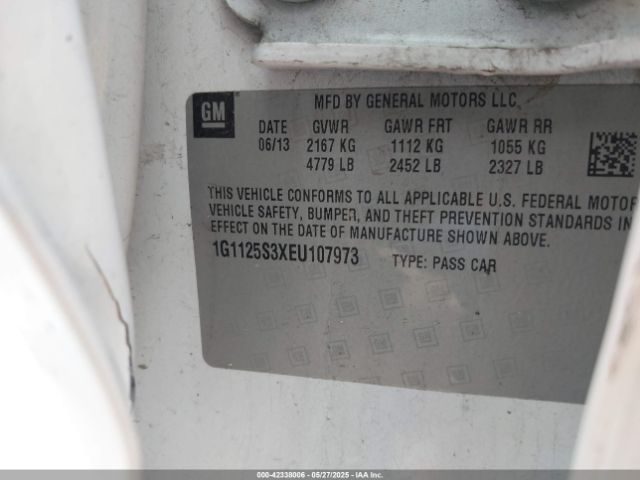 GM
MFD BY GENERAL MOTORS LLC.
DATE GVWR GAWR FRT GAWR RR
06/13 2167 KG 1112 KG 1055 KG
4779 LB 2452 LB 2327 LB
THIS VEHICLE CONFORMS TO ALL APPLICABLE U.S. FEDERAL MOTOR
VEHICLE SAFETY, BUMPER, AND THEFT PREVENTION STANDARDS IN
EFFECT ON THE DATE OF MANUFACTURE SHOWN ABOVE.
1G1125S3XEU107973 TYPE: PASS CAR
000-42338006 - 05/27/2025 - IAAI.COM